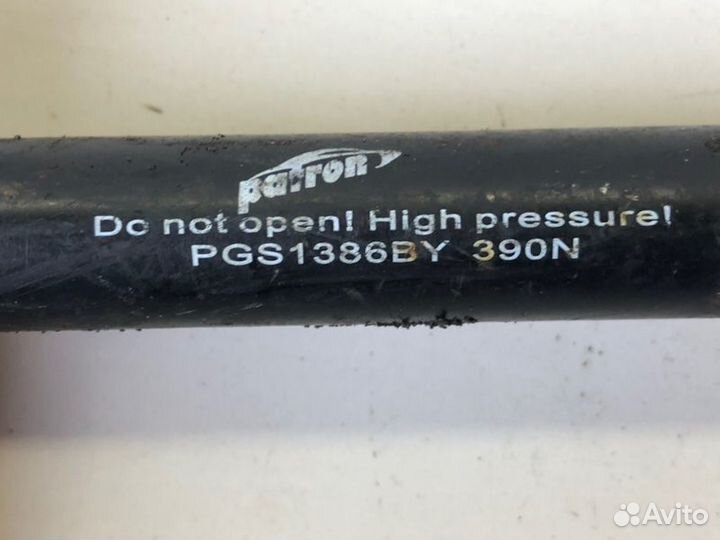 patron
Do not open! High pressure!
PGS1386BY 390N
Avito